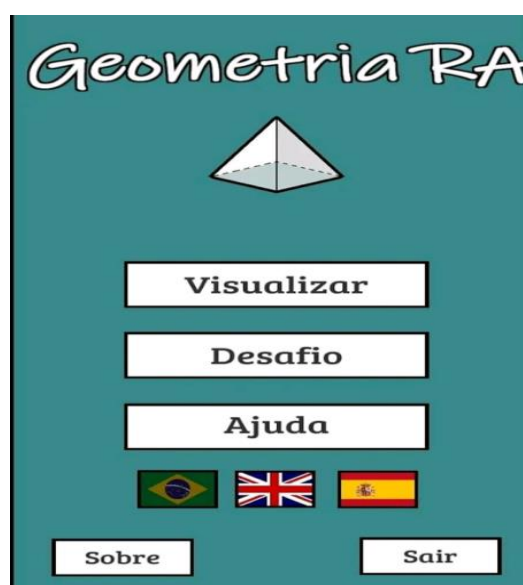 Geometria RA
Visualizar
Desafio
Ajuda
Sobre
Sair